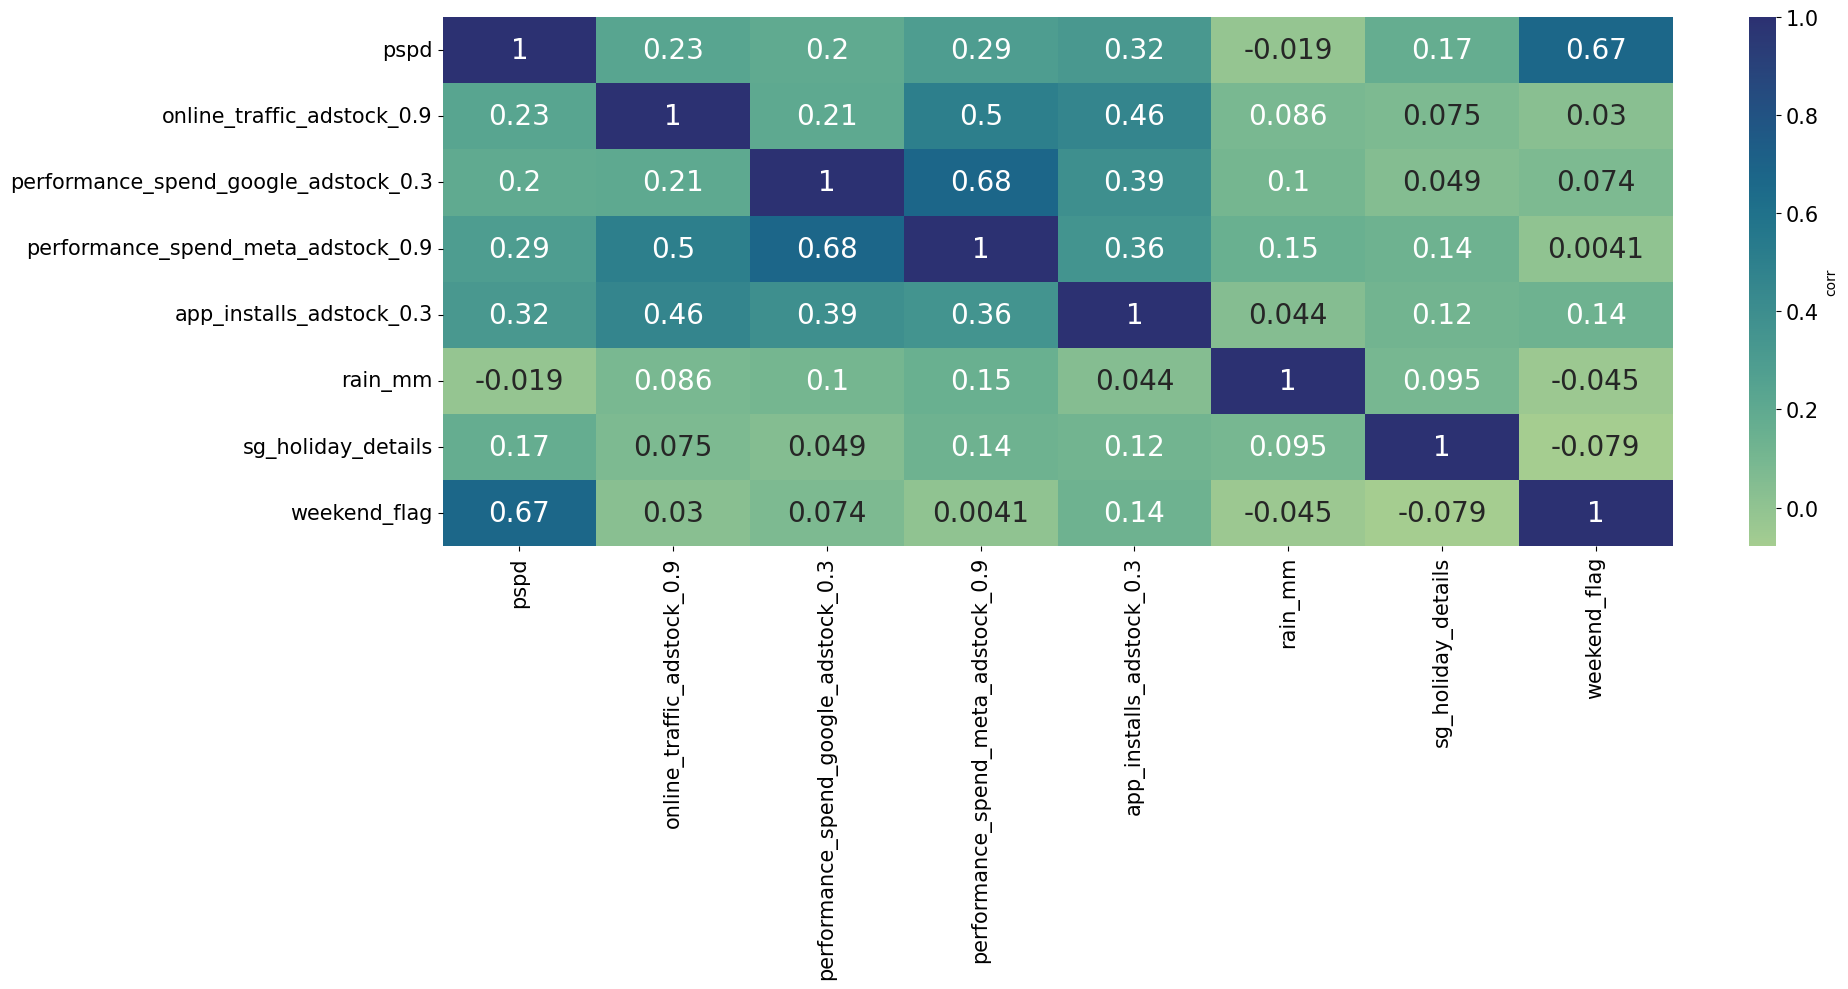 pspd 1 0.23 0.2 0.29 0.32 -0.019 0.17 0.67
online_traffic_adstock_0.9 0.23 1 0.21 0.5 0.46 0.086 0.075 0.03
performance_spend_google_adstock_0.3 0.2 0.21 1 0.68 0.39 0.1 0.049 0.074
performance_spend_meta_adstock_0.9 0.29 0.5 0.68 1 0.36 0.15 0.14 0.0041
app_installs_adstock_0.3 0.32 0.46 0.39 0.36 1 0.044 0.12 0.14
rain_mm -0.019 0.086 0.1 0.15 0.044 1 0.095 -0.045
sg_holiday_details 0.17 0.075 0.049 0.14 0.12 0.095 1 -0.079
weekend_flag 0.67 0.03 0.074 0.0041 0.14 -0.045 -0.079 1
pspd
online_traffic_adstock_0.9
performance_spend_google_adstock_0.3
performance_spend_meta_adstock_0.9
app_installs_adstock_0.3
rain_mm
sg_holiday_details
weekend_flag
1.0
0.8
0.6
0.4
0.2
0.0
corr